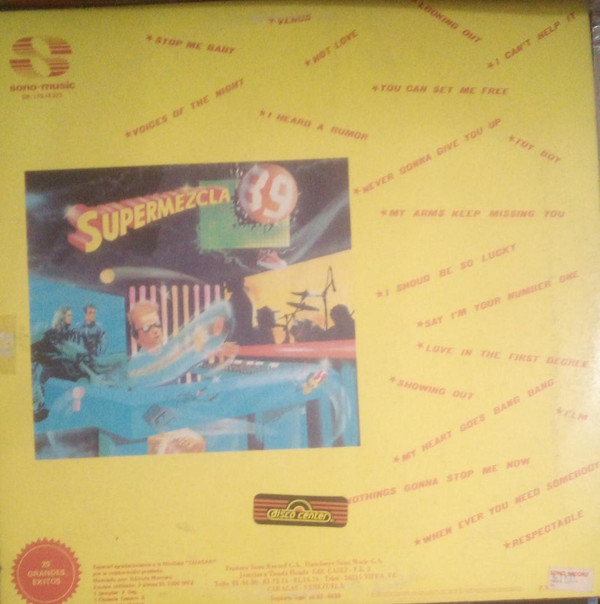 * VENUS
* LOOKING OUT
* I CAN'T HELP IT
* STOP ME BABY
* HOT LOVE
* YOU CAN SET ME FREE
sono-music
* VOICES OF THE NIGHT
* I HEARD A RUMOR
* NEVER GONNA GIVE YOU UP
* TOY BOY
* MY ARMS KEEP MISSING YOU
SUPERMEZCLA 89
* I SHOUD BE SO LUCKY
* SAY I'M YOUR NUMBER ONE
* LOVE IN THE FIRST DEGREE
* SHOWING OUT
* F.L.M
* MY HEART GOES BANG BANG
NOTHINGS GONNA STOP ME NOW
* WHEN EVER YOU NEED SOMEBODY
* RESPECTABLE
disco center
20
GRANDES
EXITOS